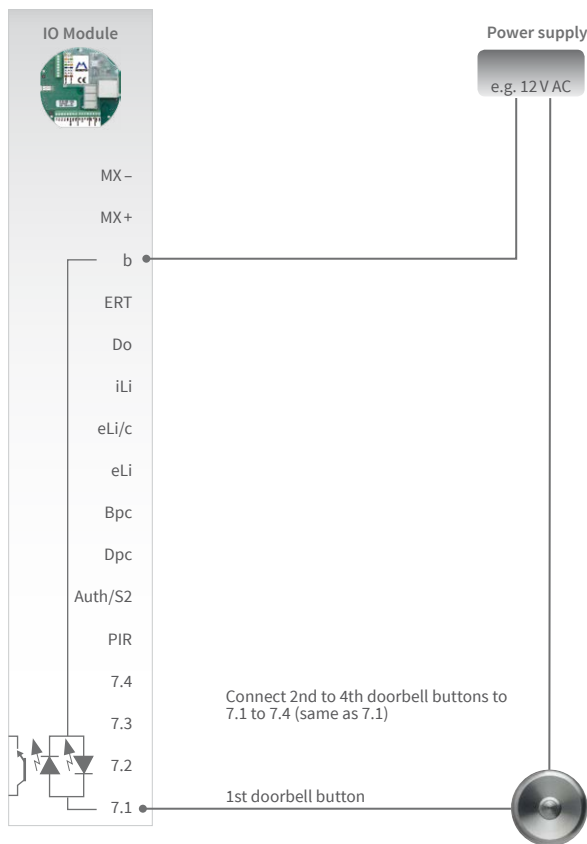 IO Module
Power supply
e.g. 12 V AC
MX –
MX +
b
ERT
Do
iLi
eLi/c
eLi
Bpc
Dpc
Auth/S2
PIR
7.4
Connect 2nd to 4th doorbell buttons to
7.1 to 7.4 (same as 7.1)
7.3
7.2
1st doorbell button
7.1